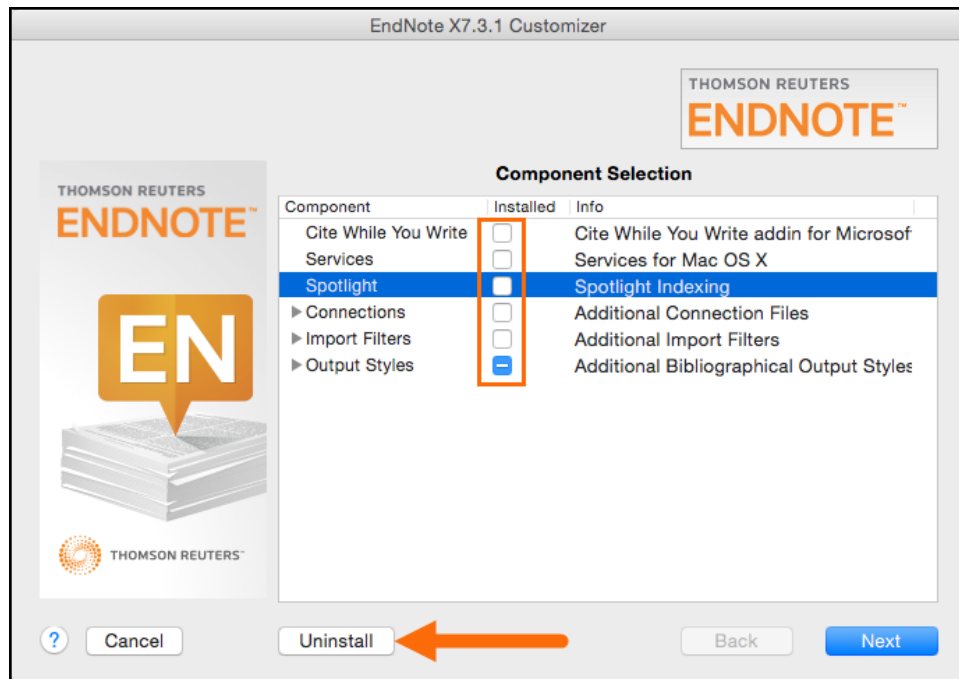 EndNote X7.3.1 Customizer
THOMSON REUTERS
ENDNOTE™
THOMSON REUTERS
ENDNOTE™
EN
THOMSON REUTERS™
Component Selection
Component Installed Info
Cite While You Write Cite While You Write addin for Microsof
Services Services for Mac OS X
Spotlight Spotlight Indexing
Connections Additional Connection Files
Import Filters Additional Import Filters
Output Styles Additional Bibliographical Output Styles
? Cancel Uninstall Back Next